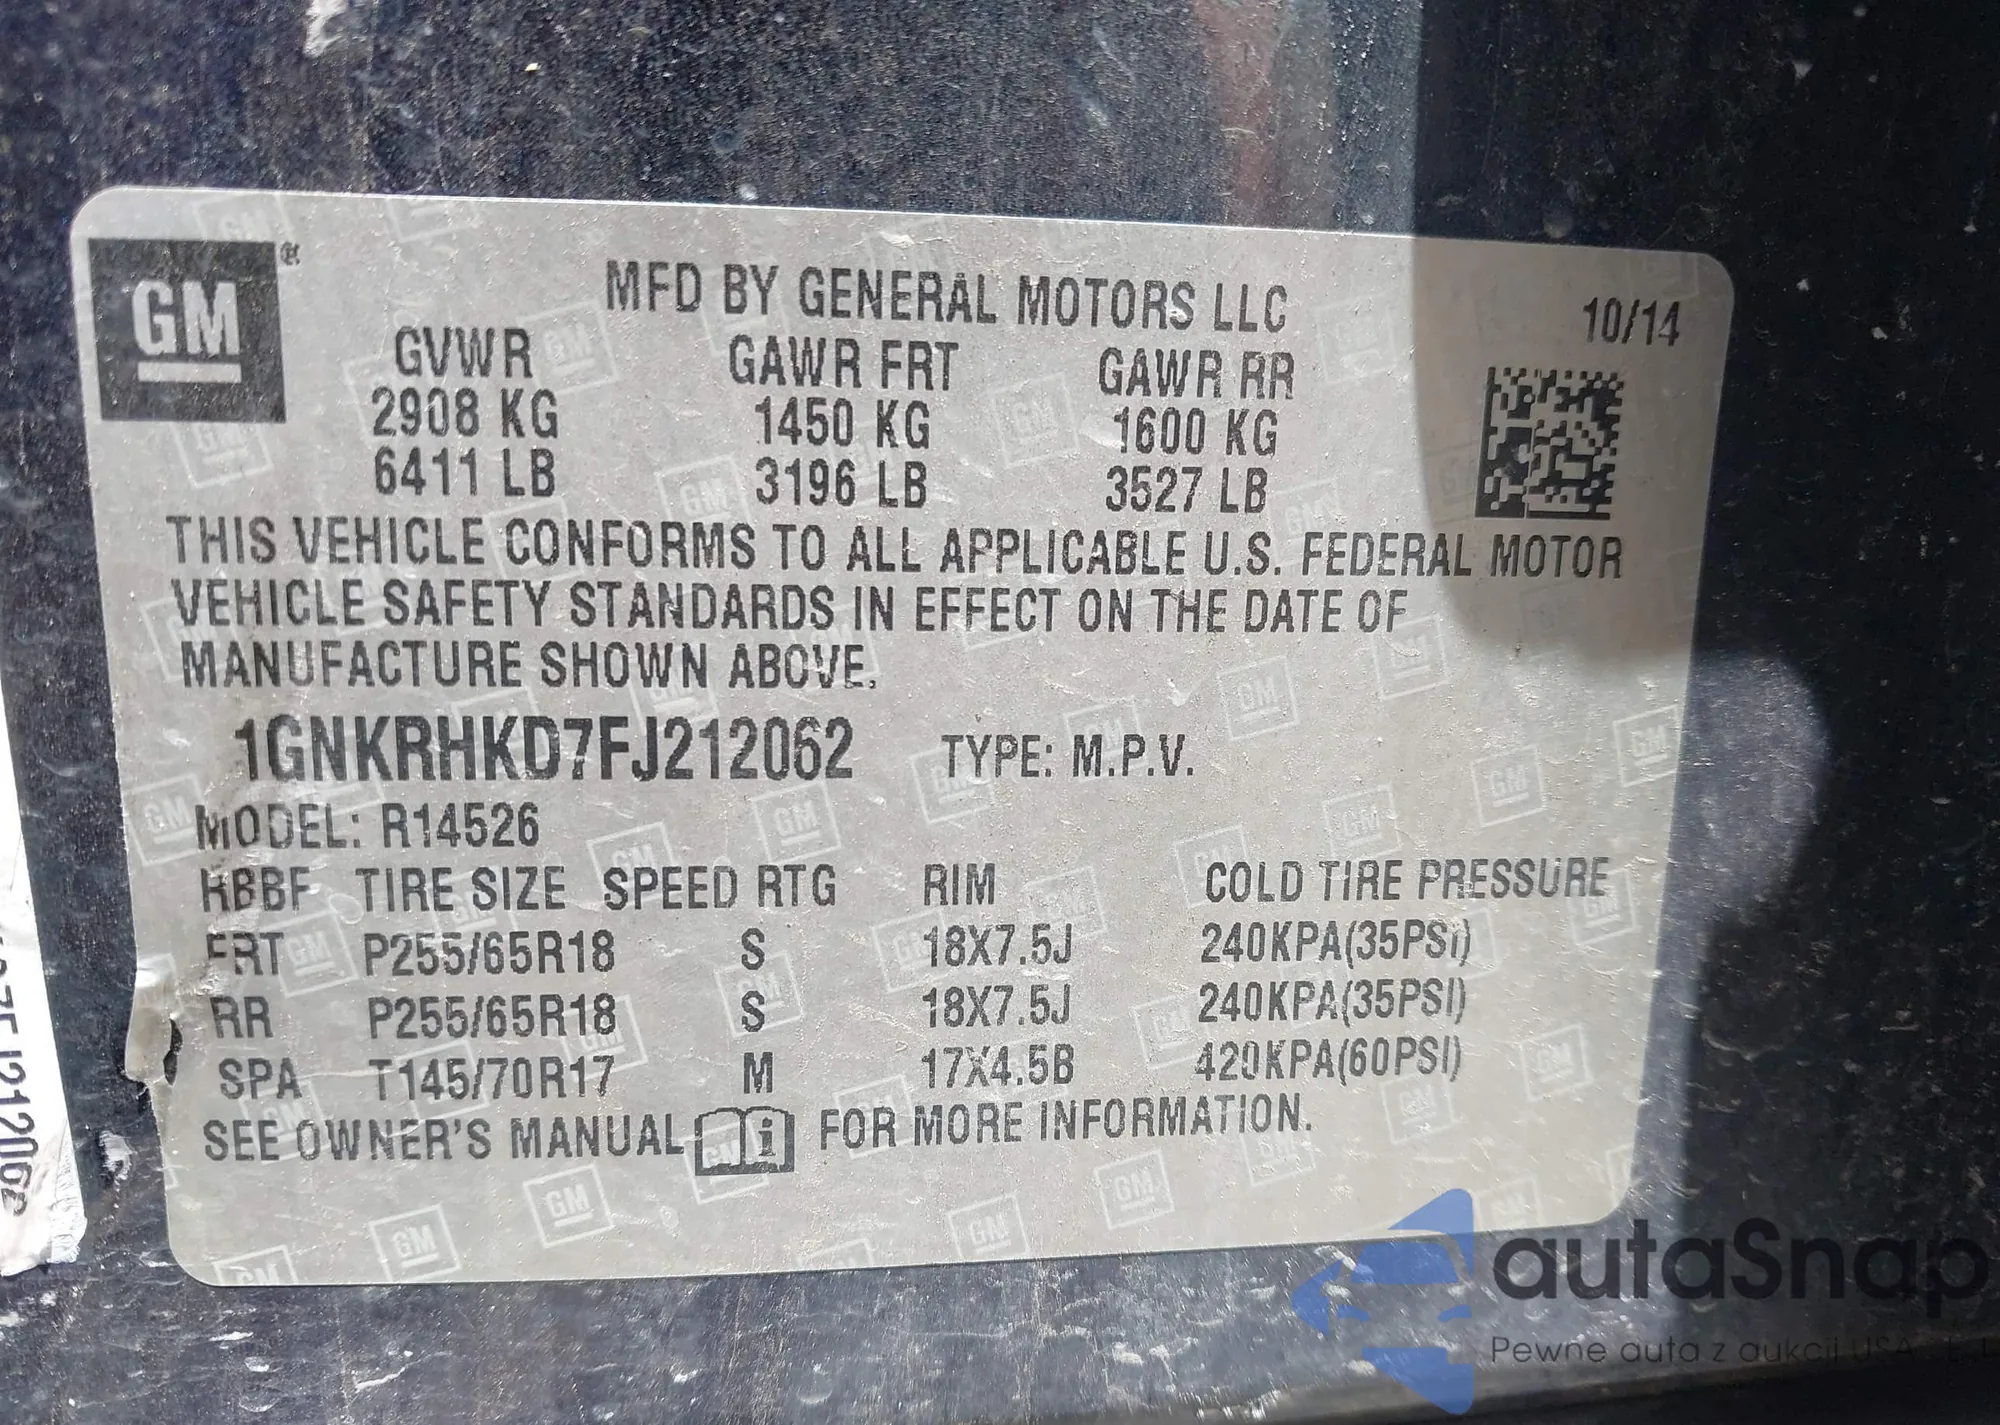 GM®
MFD BY GENERAL MOTORS LLC
10/14
GVWR GAWR FRT GAWR RR
2908 KG 1450 KG 1600 KG
6411 LB 3196 LB 3527 LB
THIS VEHICLE CONFORMS TO ALL APPLICABLE U.S. FEDERAL MOTOR
VEHICLE SAFETY STANDARDS IN EFFECT ON THE DATE OF
MANUFACTURE SHOWN ABOVE.
1GNKRHKD7FJ212062 TYPE: M.P.V.
MODEL: R14526
TIRE SIZE SPEED RTG RIM COLD TIRE PRESSURE
FRT P255/65R18 S 18X7.5J 240KPA(35PSI)
RR P255/65R18 S 18X7.5J 240KPA(35PSI)
SPA T145/70R17 M 17X4.5B 420KPA(60PSI)
SEE OWNER'S MANUAL FOR MORE INFORMATION.
autaSnap
Pewne auta z aukcji USA